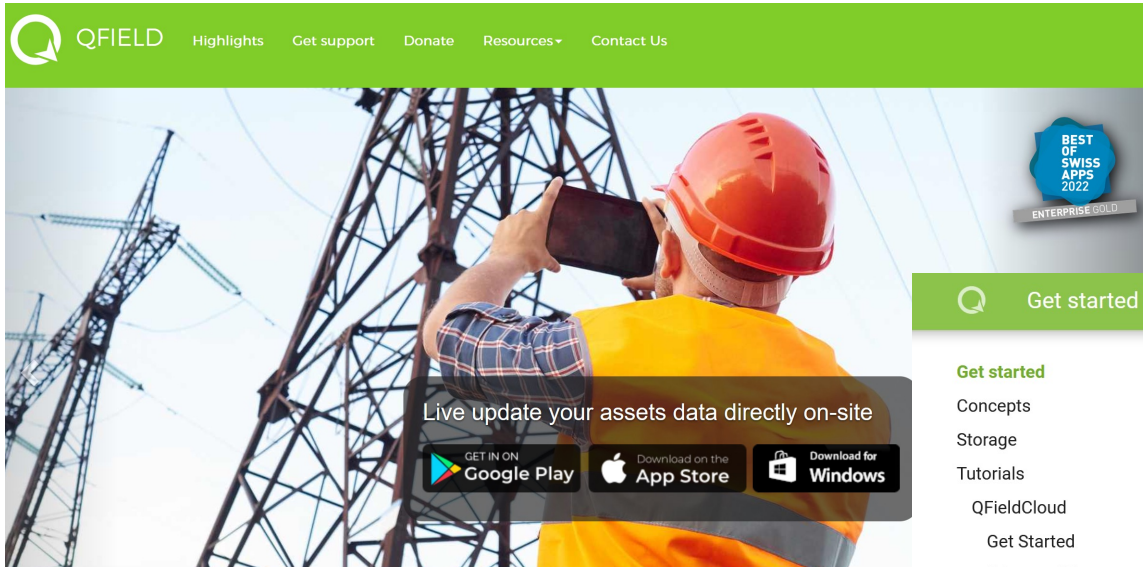 QFIELD
Highlights
Get support
Donate
Resources
Contact Us
BEST
OF
SWISS
APPS
2022
ENTERPRISE GOLD
Live update your assets data directly on-site
GET IN ON
Google Play
Download on the
App Store
Download for
Windows
Get started
Get started
Concepts
Storage
Tutorials
QFieldCloud
Get Started